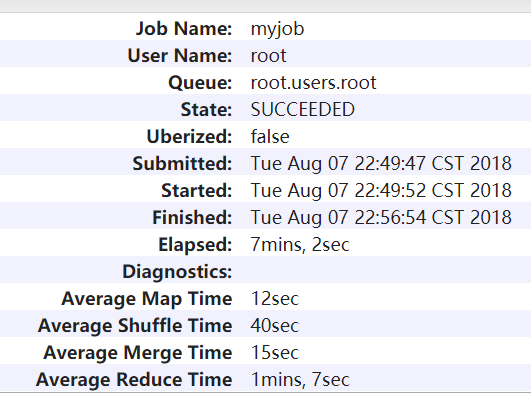 Job Name: myjob
User Name: root
Queue: root.users.root
State: SUCCEEDED
Uberized: false
Submitted: Tue Aug 07 22:49:47 CST 2018
Started: Tue Aug 07 22:49:52 CST 2018
Finished: Tue Aug 07 22:56:54 CST 2018
Elapsed: 7mins, 2sec
Diagnostics:
Average Map Time 12sec
Average Shuffle Time 40sec
Average Merge Time 15sec
Average Reduce Time 1mins, 7sec